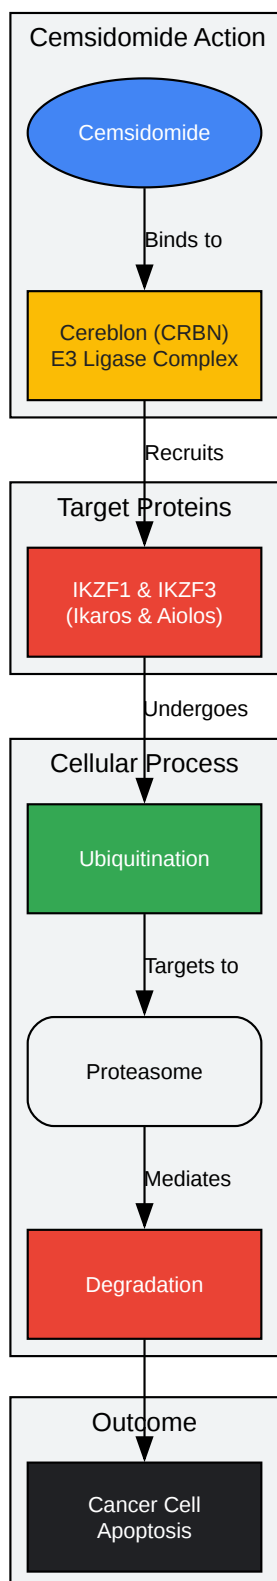 Cemsidomide Action
Cemsidomide
Binds to
Cereblon (CRBN)
E3 Ligase Complex
Recruits
Target Proteins
IKZF1 & IKZF3
(Ikaros & Aiolos)
Undergoes
Cellular Process
Ubiquitination
Targets to
Proteasome
Mediates
Degradation
Outcome
Cancer Cell
Apoptosis